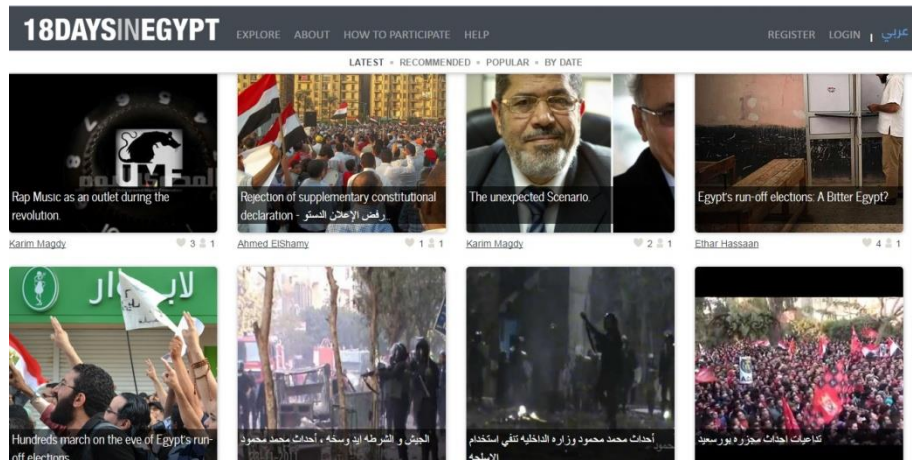 18DAYSINEGYPT EXPLORE ABOUT HOW TO PARTICIPATE HELP REGISTER LOGIN عربي
LATEST RECOMMENDED POPULAR BY DATE
Rap Music as an outlet during the
revolution.
Karim Magdy 3 1
Rejection of supplementary constitutional
declaration - رفض الإعلان الدستو..
Ahmed ElShamy 1 1
The unexpected Scenario.
Karim Magdy 2 1
Egypt's run-off elections: A Bitter Egypt?
Ethar Hassaan 4 1
لابـ
Hundreds march on the eve of Egypt's run-
off elections
الجيش و الشرطه ايد وسخه ، أحداث محمد محمود
أحداث محمد محمود وزاره الداخليه تنفي استخدام
الاسلحه
تداعيات احداث مجزره بورسعيد